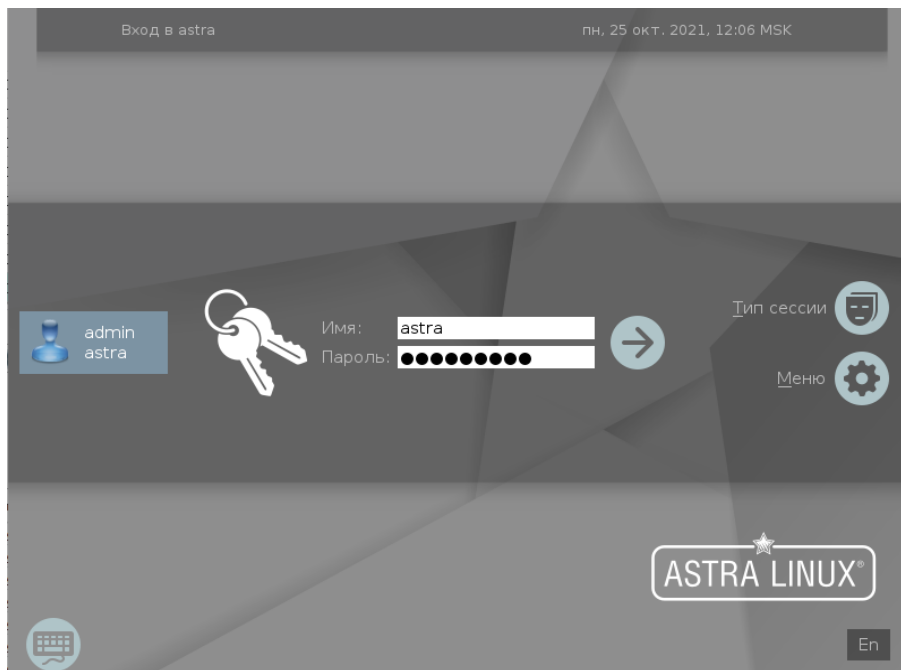 Вход в astra
пн, 25 окт. 2021, 12:06 MSK
admin
astra
Имя: astra
Пароль: ●●●●●●●●●
Тип сессии
Меню
ASTRA LINUX®
En